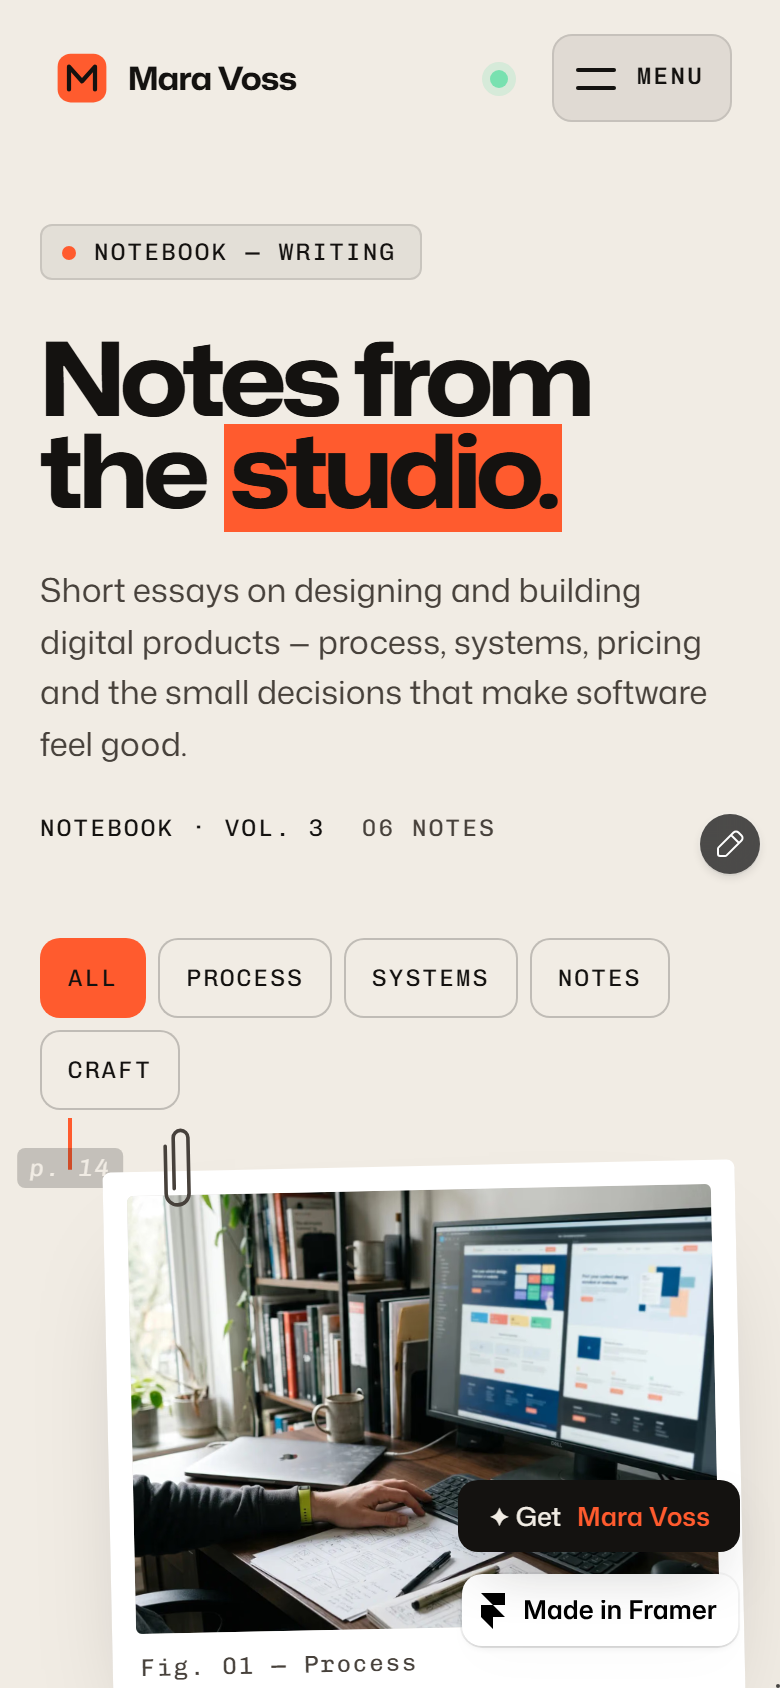 M Mara Voss
MENU
NOTEBOOK — WRITING
Notes from
the studio.
Short essays on designing and building
digital products — process, systems, pricing
and the small decisions that make software
feel good.
NOTEBOOK · VOL. 3 06 NOTES
ALL PROCESS SYSTEMS NOTES
CRAFT
p. 14
Get Mara Voss
Made in Framer
Fig. 01 — Process